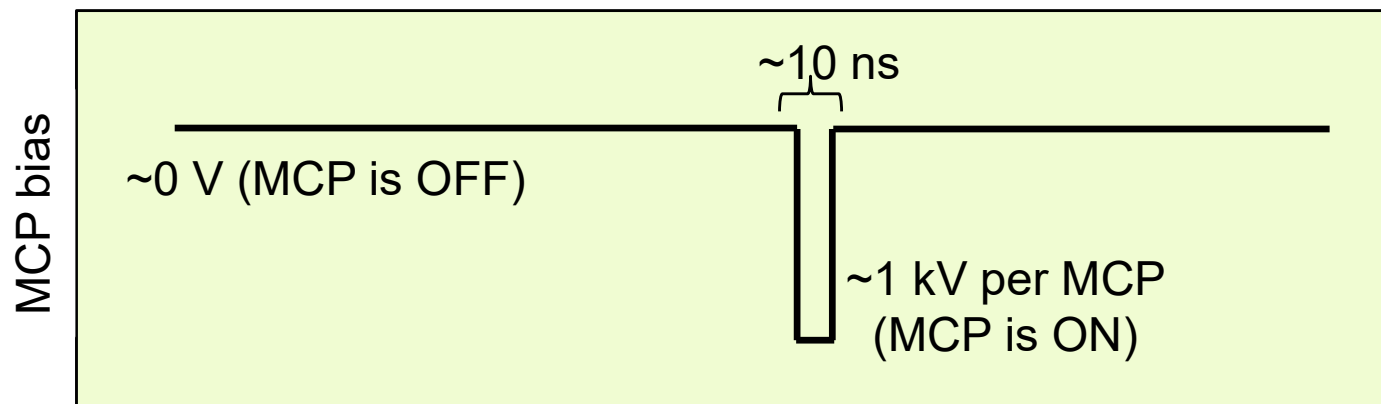 MCP bias
~10 ns
~0 V (MCP is OFF)
~1 kV per MCP
(MCP is ON)